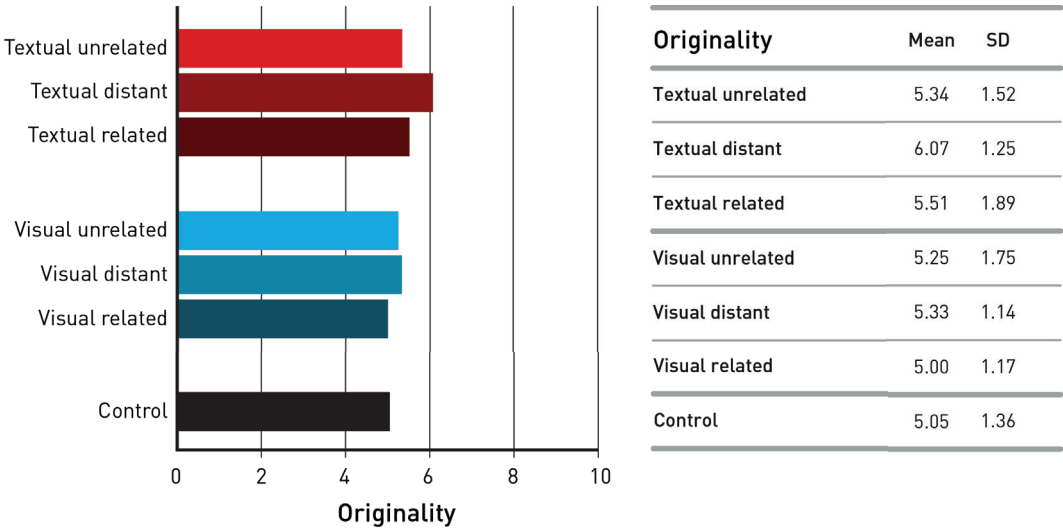 Textual unrelated
Textual distant
Textual related
Visual unrelated
Visual distant
Visual related
Control
0 2 4 6 8 10
Originality
Originality Mean SD
Textual unrelated 5.34 1.52
Textual distant 6.07 1.25
Textual related 5.51 1.89
Visual unrelated 5.25 1.75
Visual distant 5.33 1.14
Visual related 5.00 1.17
Control 5.05 1.36